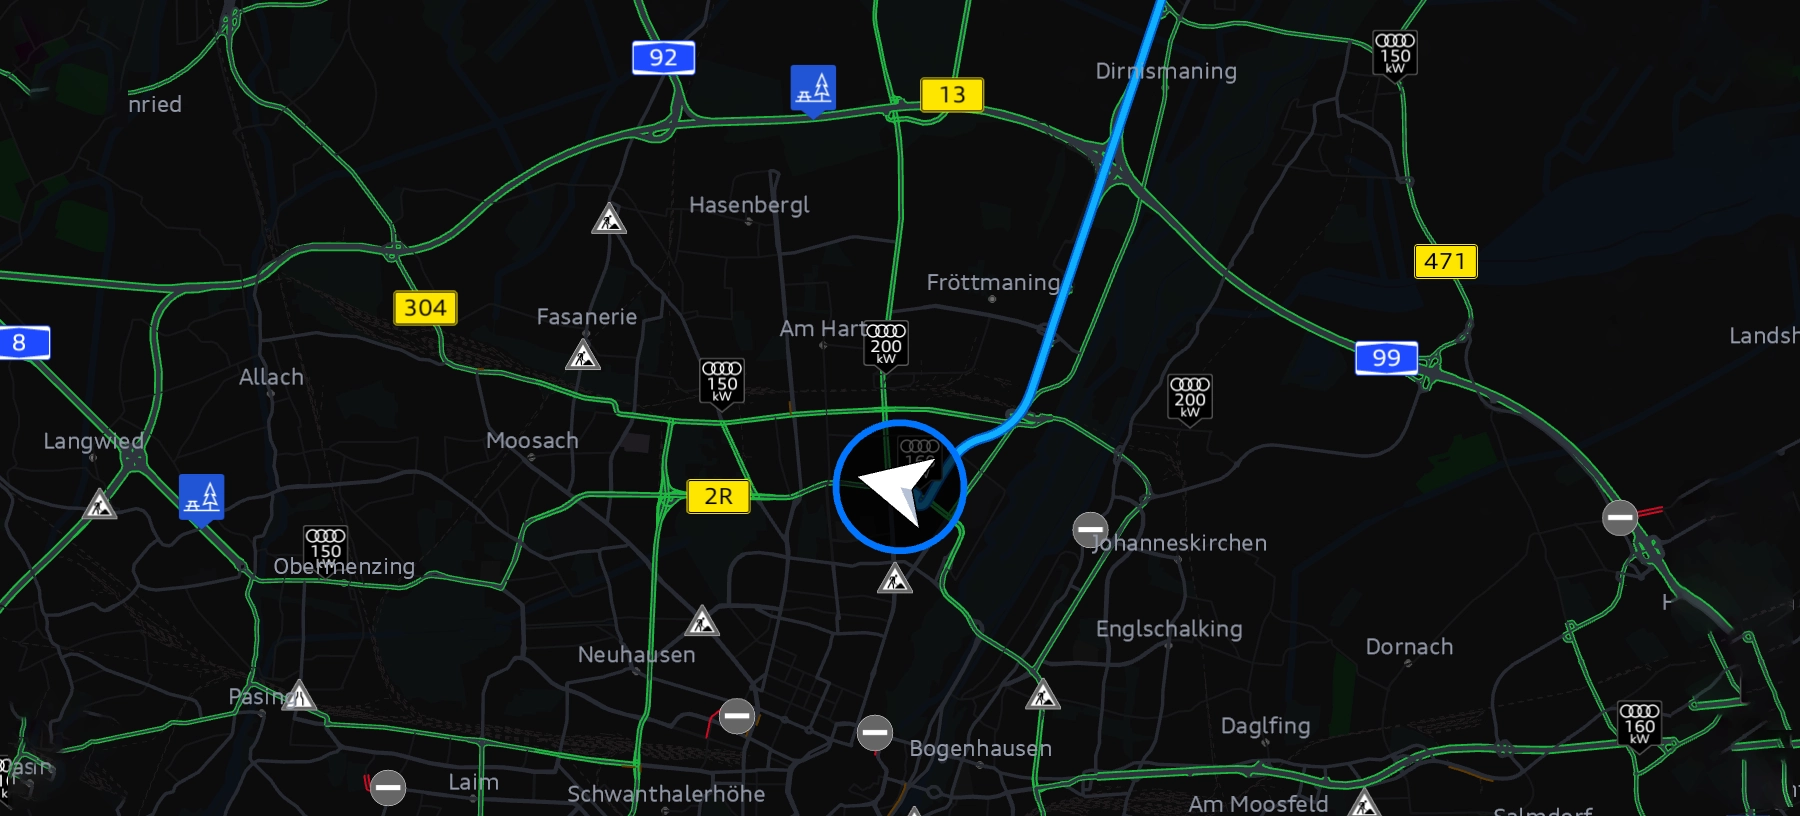 92
Dirnismaning
150
kW
13
nried
Hasenbergl
471
Fröttmaning
304
Fasanerie
Am Hart
200
kW
8
Landsh
99
Allach
150
kW
200
kW
Langwied
Moosach
2R
150
kW
Obermenzing
Johanneskirchen
H
Englschalking
Dornach
Neuhausen
Pasing
160
kW
Daglfing
Bogenhausen
asin
Laim
Schwanthalerhöhe
Am Moosfeld
Salmdorf